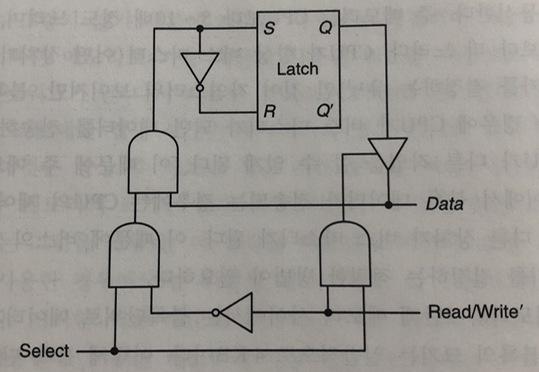 S Q
Latch
R Q'
Data
Read/Write'
Select